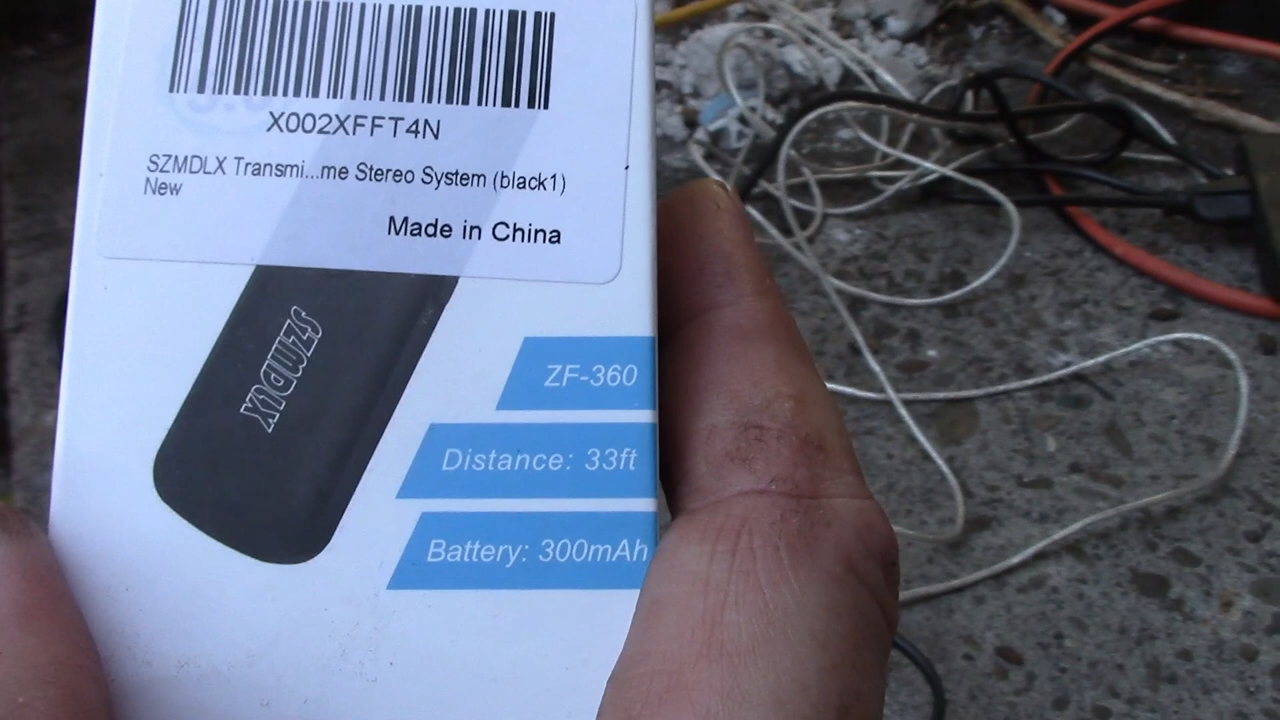 X002XFFT4N
SZMDLX Transmi...me Stereo System (black1)
New
Made in China
SZMDLX
ZF-360
Distance: 33ft
Battery: 300mAh